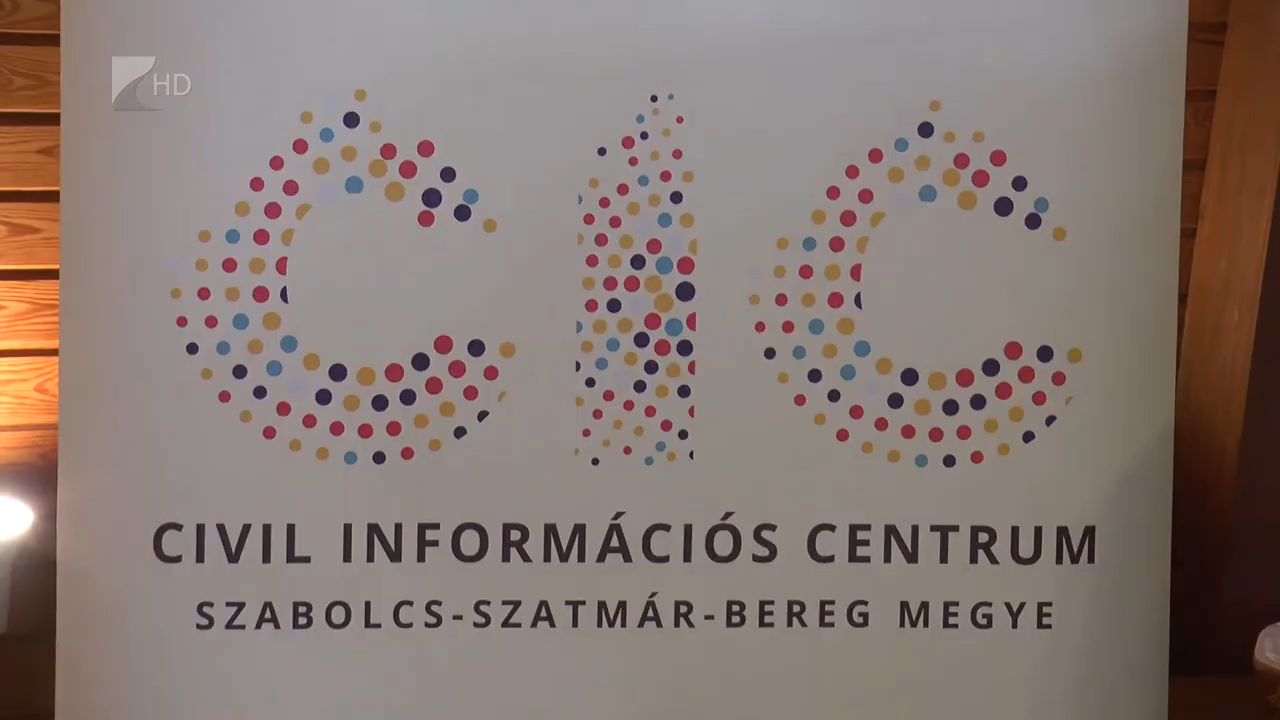 HD
CIC
CIVIL INFORMÁCIÓS CENTRUM
SZABOLCS-SZATMÁR-BEREG MEGYE